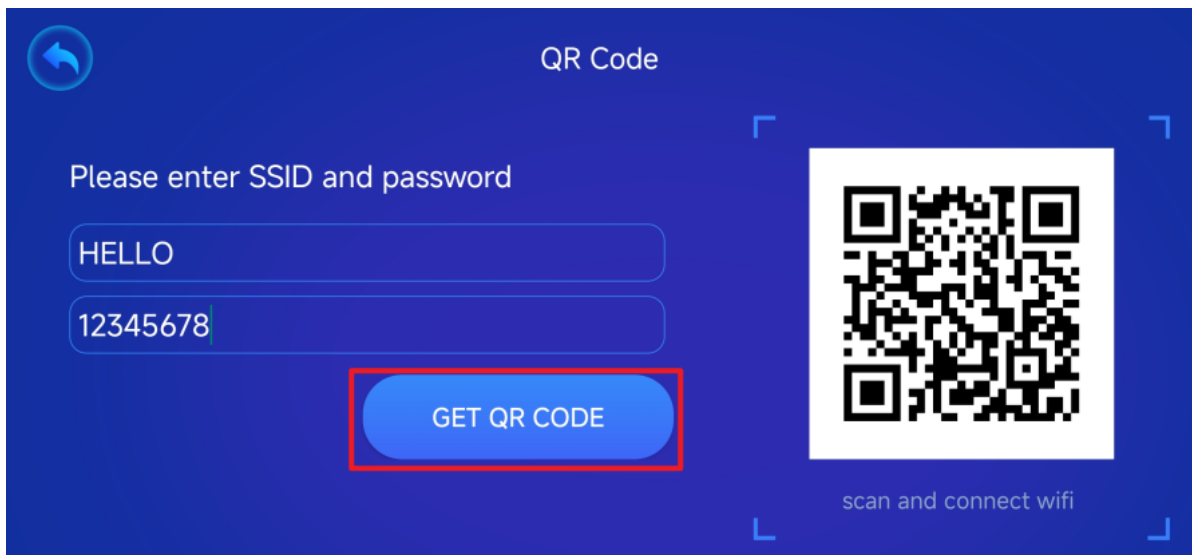 QR Code
Please enter SSID and password
HELLO
12345678
GET QR CODE
scan and connect wifi